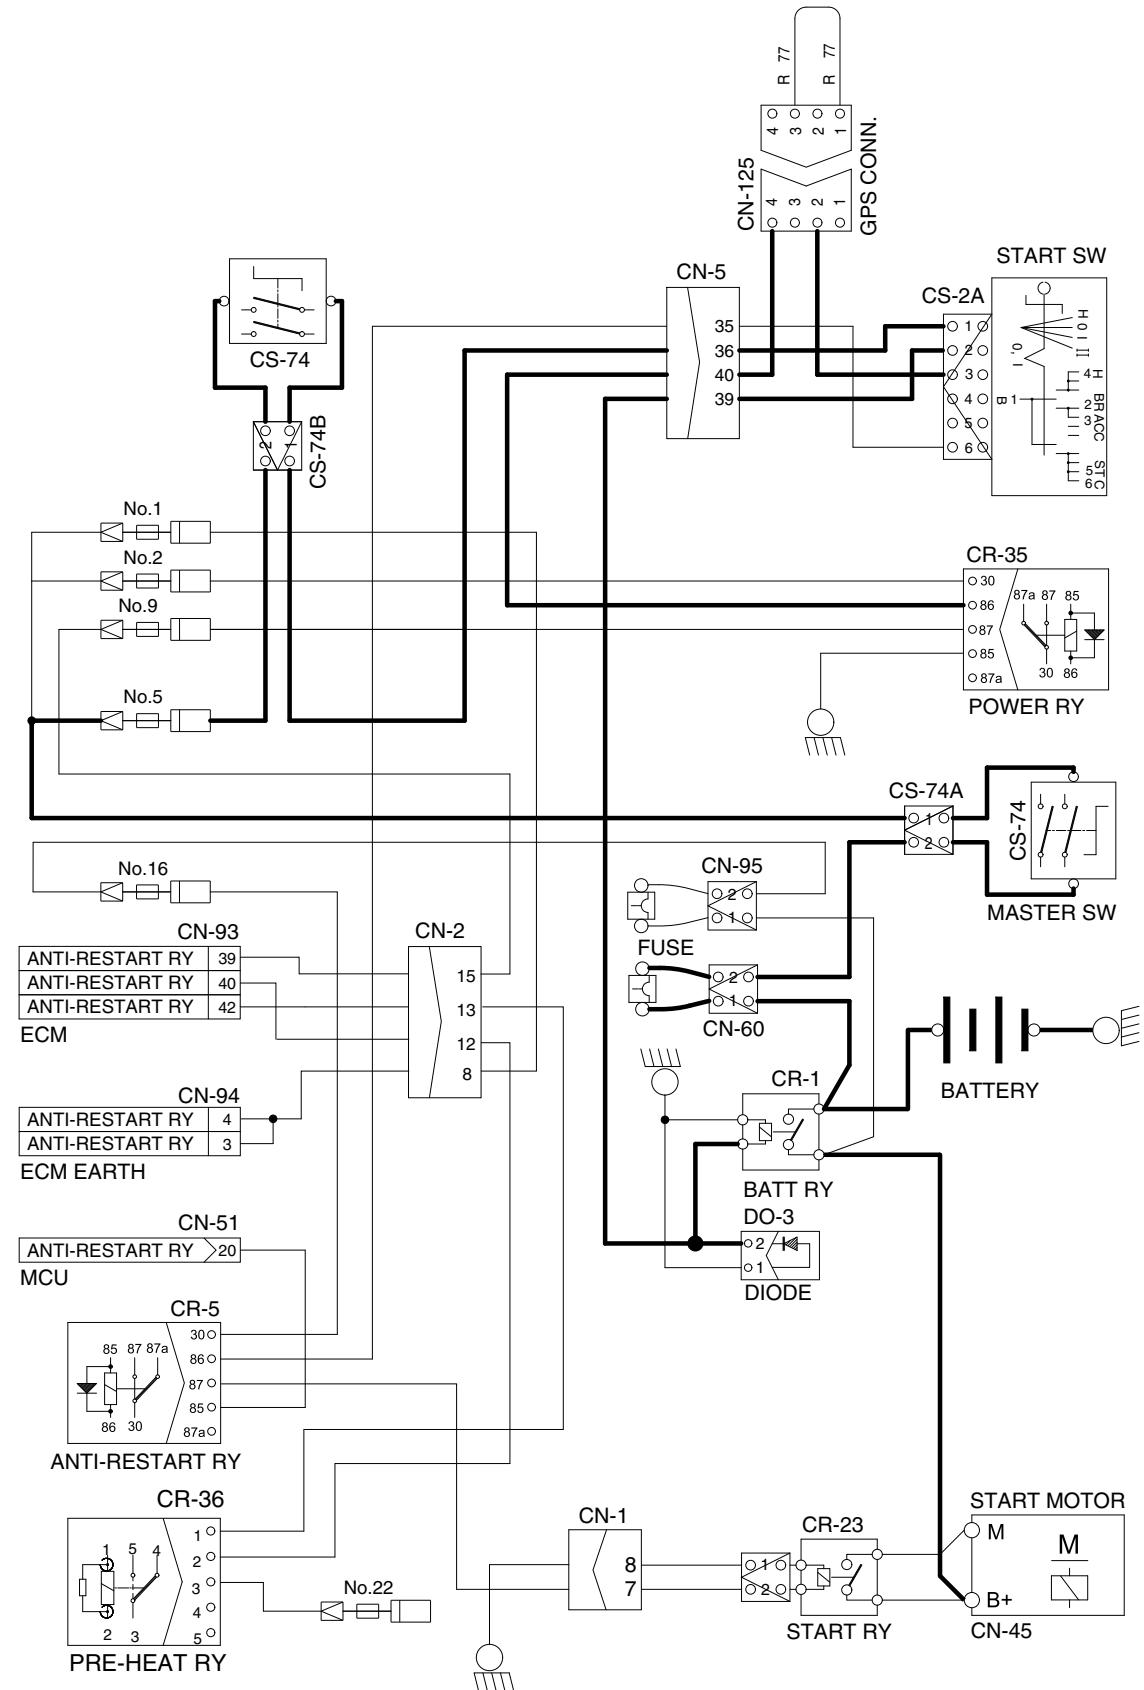 R 77
R 77
4 3 2 1
CN-125
GPS CONN.
4 3 2 1
START SW
CN-5
CS-2A
35
36
40
39
1
2
3
4
5
6
H 0 I II
0, I
H 4
B 1
BR 2
ACC 3
ST 5
C 6
CS-74
2 1
CS-74B
No.1
No.2
No.9
No.5
CR-35
30
86
87
85
87a
87a 87 85
30 86
POWER RY
CS-74A
1
2
CS-74
MASTER SW
No.16
CN-95
2
1
FUSE
2
1
CN-60
CN-93
ANTI-RESTART RY 39
ANTI-RESTART RY 40
ANTI-RESTART RY 42
ECM
CN-2
15
13
12
8
CN-94
ANTI-RESTART RY 4
ANTI-RESTART RY 3
ECM EARTH
BATTERY
CR-1
BATT RY
DO-3
2
1
DIODE
CN-51
ANTI-RESTART RY 20
MCU
CR-5
30
86
87
85
87a
85 87 87a
86 30
ANTI-RESTART RY
CR-36
1
2
3
4
5
1 5 4
2 3
PRE-HEAT RY
No.22
CN-1
8
7
1
2
CR-23
START RY
START MOTOR
M
M
B+
CN-45